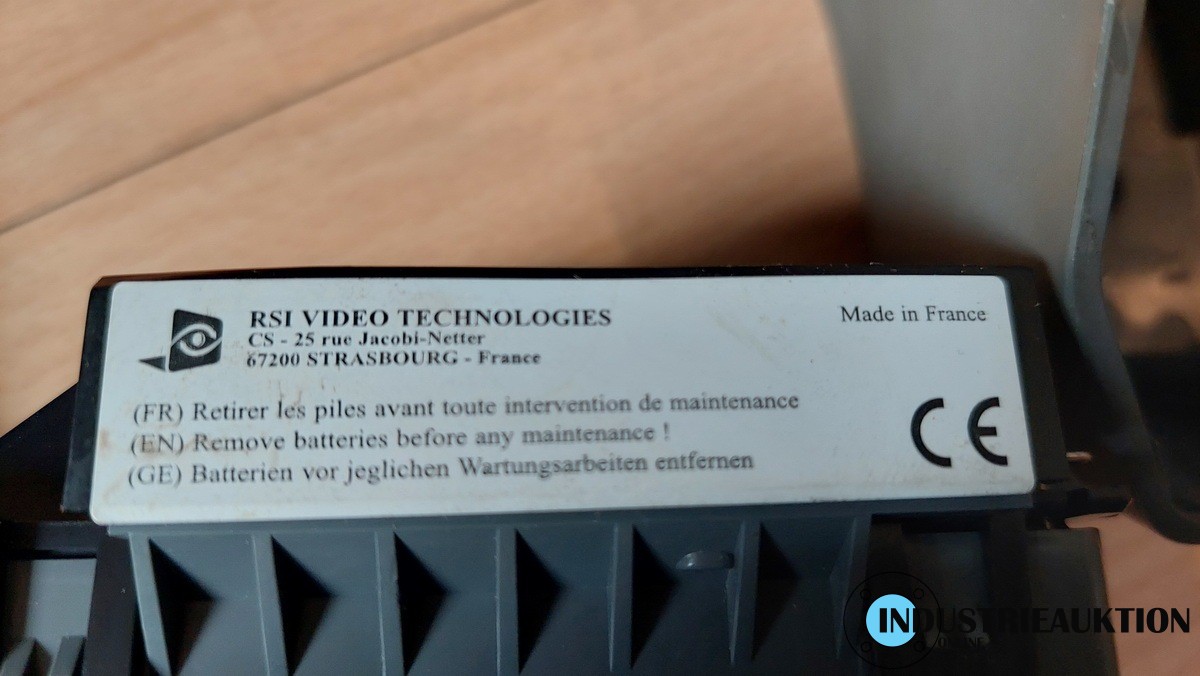 RSI VIDEO TECHNOLOGIES
CS - 25 rue Jacobi-Netter
67200 STRASBOURG - France
Made in France
(FR) Retirer les piles avant toute intervention de maintenance
(EN) Remove batteries before any maintenance !
(GE) Batterien vor jeglichen Wartungsarbeiten entfernen
CE
INDUSTRIEAUKTION
ONLINE